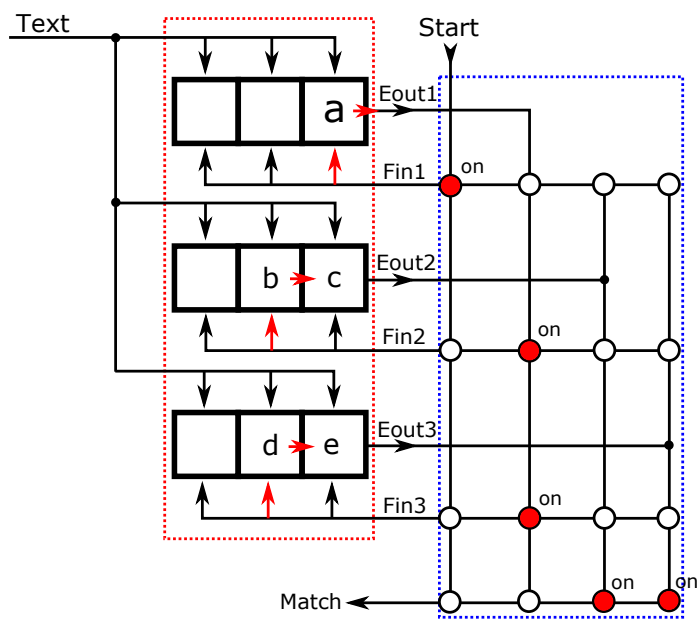 Text
Start
Eout1
a
Fin1
on
Eout2
b c
Fin2
on
Eout3
d e
Fin3
on
on
on
Match